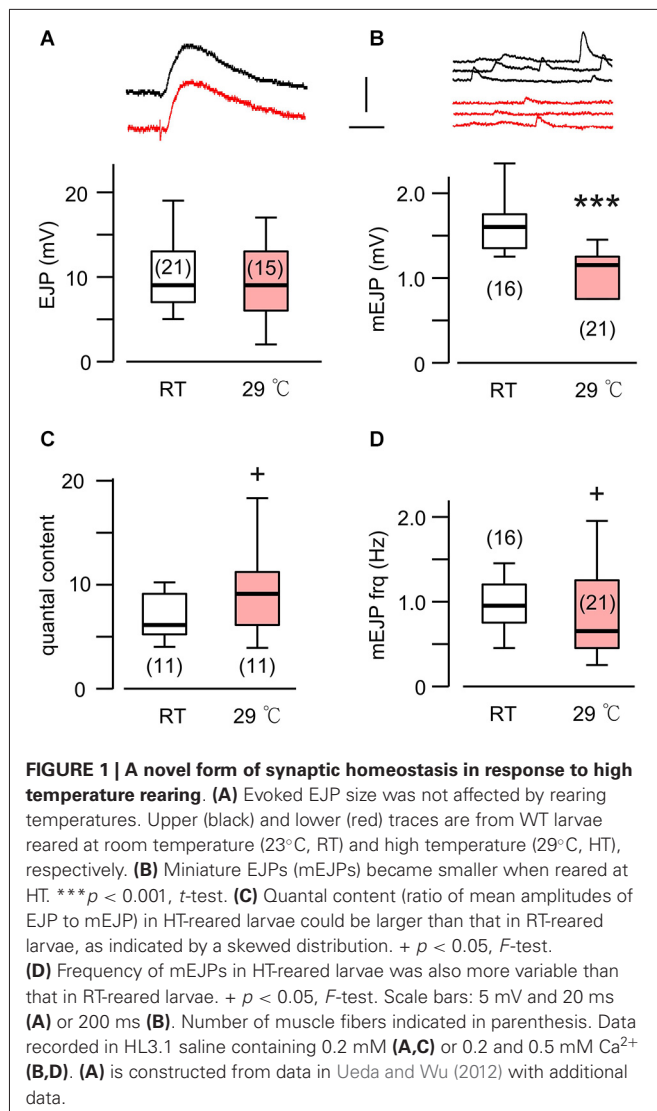 A
B
20
10
0
EJP (mV)
(21)
(15)
RT
29 ℃
2.0
1.0
0.0
mEJP (mV)
***
(16)
(21)
RT
29 ℃
C
20
10
0
quantal content
+
(11)
(11)
RT
29 ℃
D
2.0
1.0
0.0
mEJP frq (Hz)
(16)
+
(21)
RT
29 ℃
FIGURE 1 | A novel form of synaptic homeostasis in response to high
temperature rearing. (A) Evoked EJP size was not affected by rearing
temperatures. Upper (black) and lower (red) traces are from WT larvae
reared at room temperature (23°C, RT) and high temperature (29°C, HT),
respectively. (B) Miniature EJPs (mEJPs) became smaller when reared at
HT. ***p < 0.001, t-test. (C) Quantal content (ratio of mean amplitudes of
EJP to mEJP) in HT-reared larvae could be larger than that in RT-reared
larvae, as indicated by a skewed distribution. + p < 0.05, F-test.
(D) Frequency of mEJPs in HT-reared larvae was also more variable than
that in RT-reared larvae. + p < 0.05, F-test. Scale bars: 5 mV and 20 ms
(A) or 200 ms (B). Number of muscle fibers indicated in parenthesis. Data
recorded in HL3.1 saline containing 0.2 mM (A,C) or 0.2 and 0.5 mM Ca²⁺
(B,D). (A) is constructed from data in Ueda and Wu (2012) with additional
data.